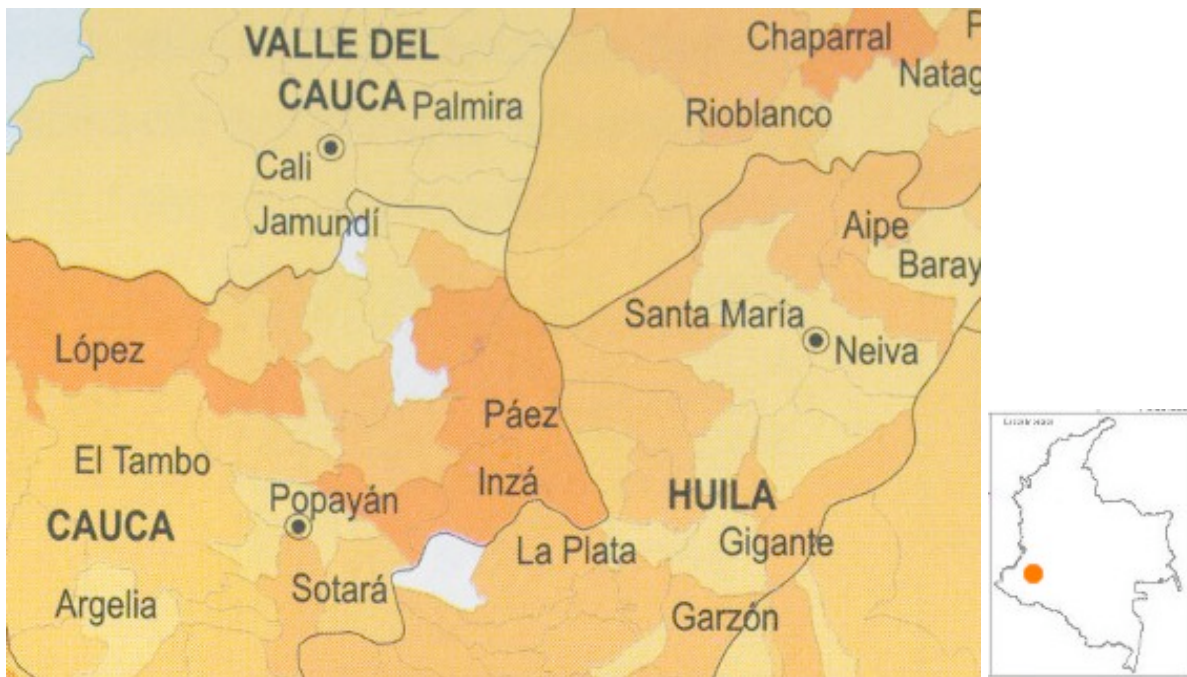 VALLE DEL
CAUCA
Palmira
Cali
Jamundí
Chaparral
Natag
Rioblanco
Aipe
Baray
Santa María
Neiva
López
Páez
El Tambo
Inzá
HUILA
Popayán
CAUCA
La Plata
Gigante
Sotará
Argelia
Garzón